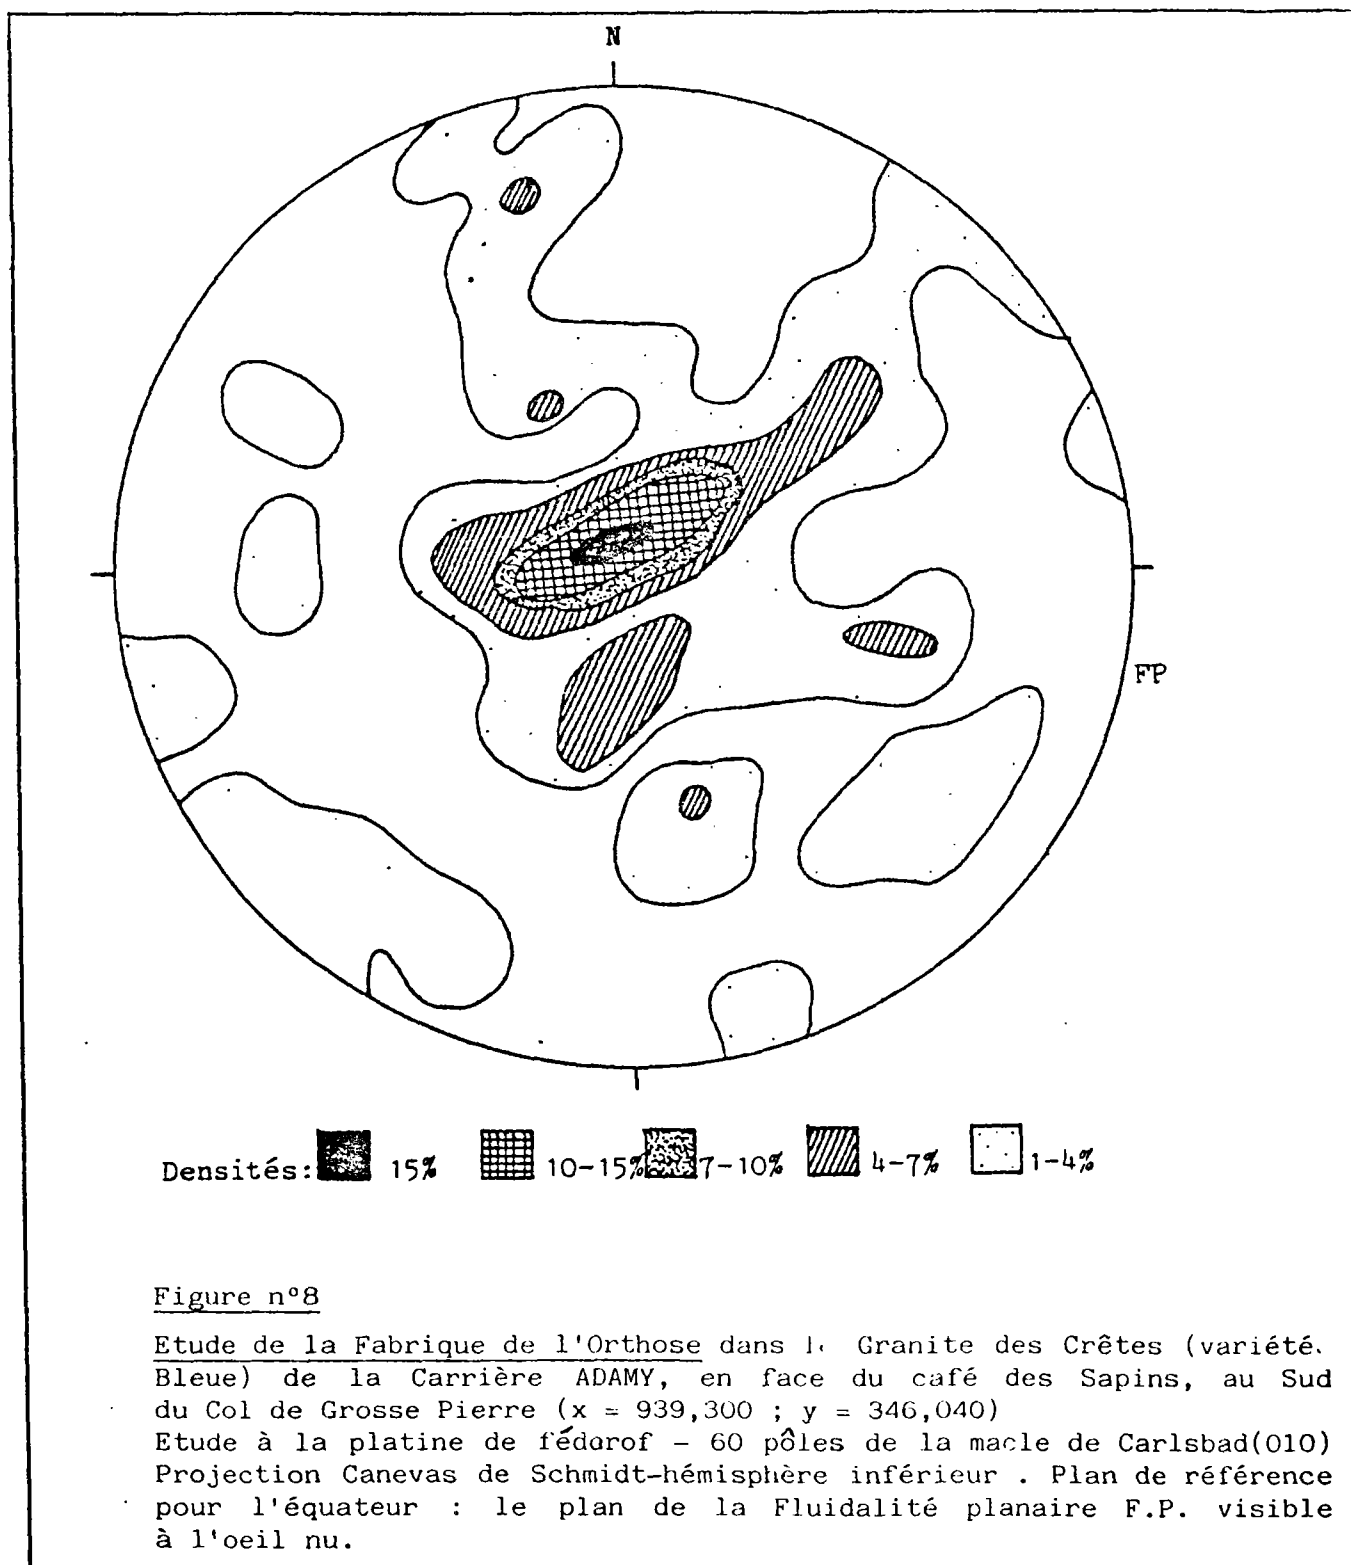 N
FP
Densités: 15% 10-15% 7-10% 4-7% 1-4%
Figure n°8
Etude de la Fabrique de l'Orthose dans Granite des Crêtes (variété.
Bleue) de la Carrière ADAMY, en face du café des Sapins, au Sud
du Col de Grosse Pierre (x = 939,300 ; y = 346,040)
Etude à la platine de fédorof - 60 pôles de la macle de Carlsbad(010)
Projection Canevas de Schmidt-hémisphère inférieur . Plan de référence
pour l'équateur : le plan de la Fluidalité planaire F.P. visible
à l'oeil nu.